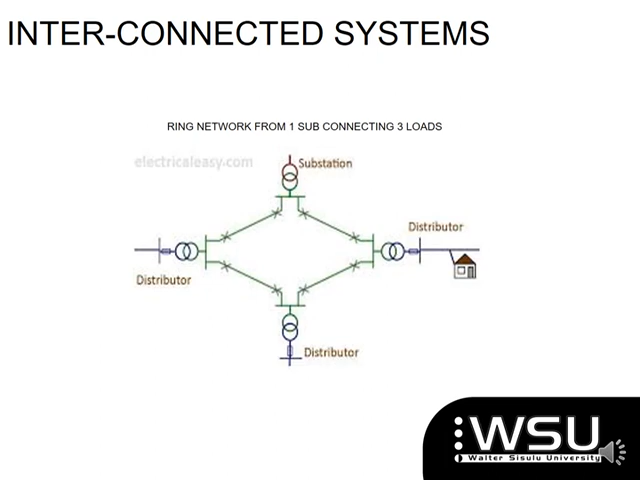 INTER-CONNECTED SYSTEMS
RING NETWORK FROM 1 SUB CONNECTING 3 LOADS
electricaleasy.com
Substation
Distributor
Distributor
Distributor
WSU
Walter Sisulu University